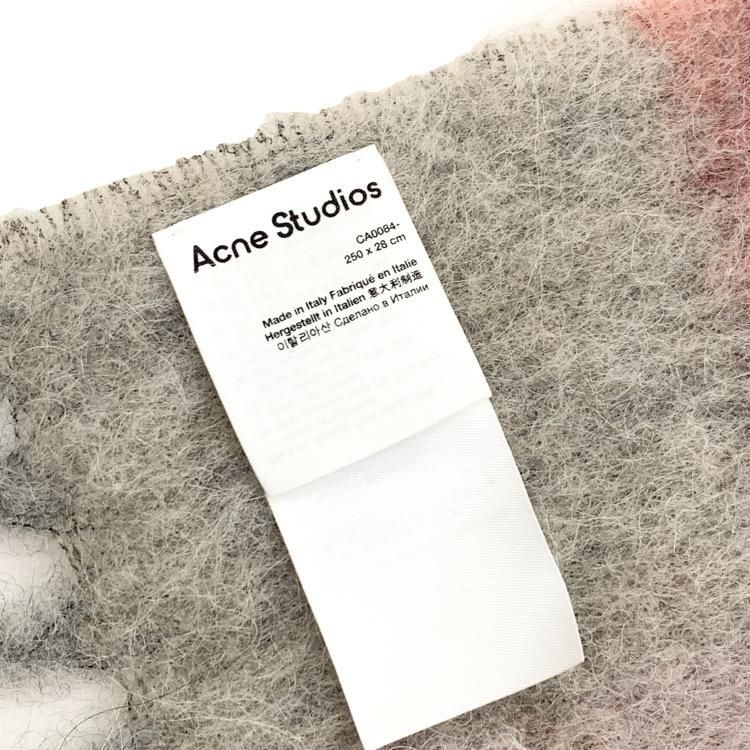 Acne Studios
CA0084-
250 x 28 cm
Made in Italy Fabriqué en Italie
Hergestellt in Italien 意大利制造
이탈리아산 Сделано в Италии